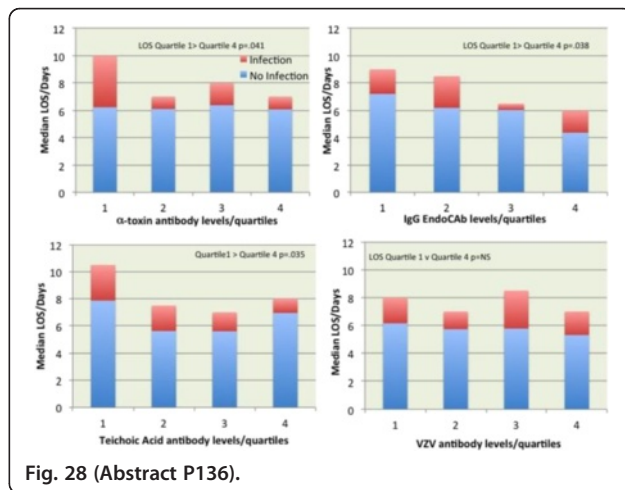 LOS Quartile 1> Quartile 4 p=.041
Infection
No Infection
Median LOS/Days
12
10
8
6
4
2
0
1 2 3 4
α-toxin antibody levels/quartiles
LOS Quartile 1> Quartile 4 p=.038
Median LOS/Days
12
10
8
6
4
2
0
1 2 3 4
IgG EndoCAb levels/quartiles
Quartile1 > Quartile 4 p=.035
Median LOS/Days
12
10
8
6
4
2
0
1 2 3 4
Teichoic Acid antibody levels/quartiles
LOS Quartile 1 v Quartile 4 p=NS
Median LOS/Days
12
10
8
6
4
2
0
1 2 3 4
VZV antibody levels/quartiles
Fig. 28 (Abstract P136).